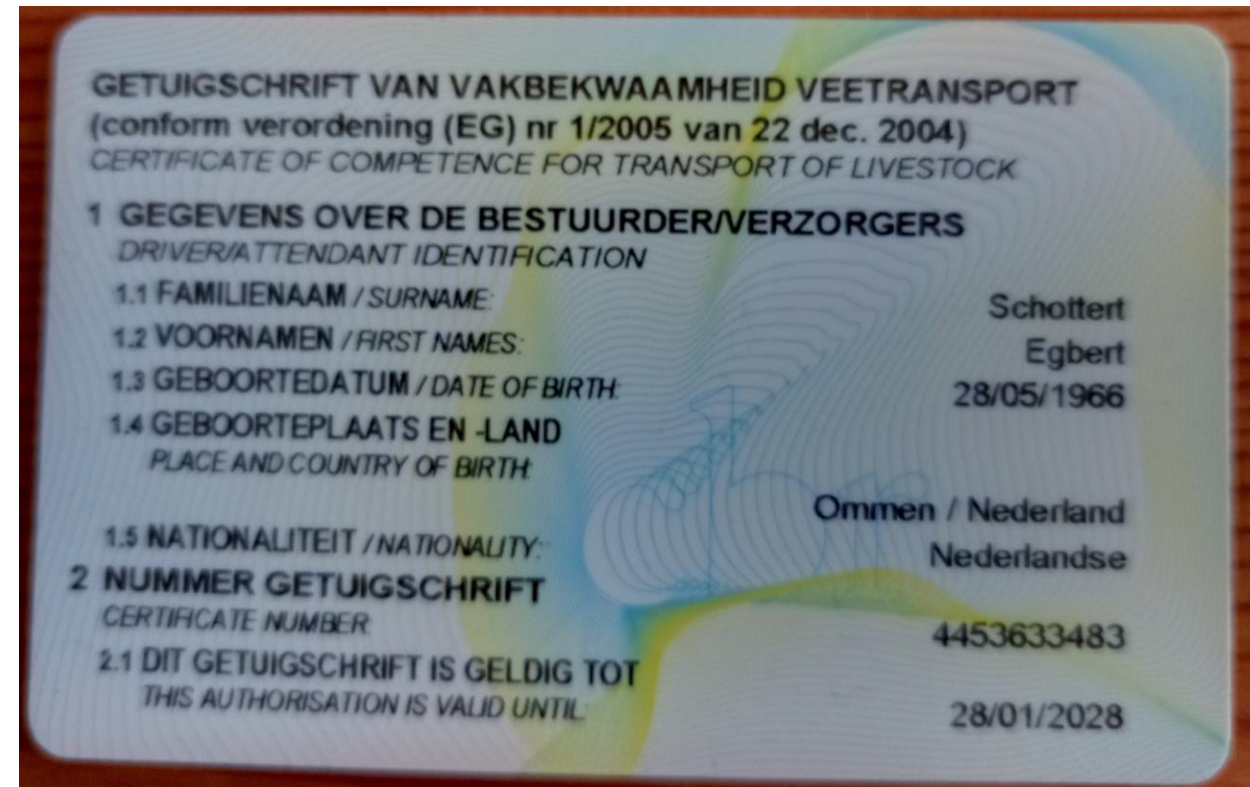 GETUIGSCHRIFT VAN VAKBEKWAAMHEID VEETRANSPORT
(conform verordening (EG) nr 1/2005 van 22 dec. 2004)
CERTIFICATE OF COMPETENCE FOR TRANSPORT OF LIVESTOCK
1 GEGEVENS OVER DE BESTUURDER/VERZORGERS
DRIVER/ATTENDANT IDENTIFICATION
1.1 FAMILIENAAM / SURNAME: Schottert
1.2 VOORNAMEN / FIRST NAMES: Egbert
1.3 GEBOORTEDATUM / DATE OF BIRTH: 28/05/1966
1.4 GEBOORTEPLAATS EN -LAND
PLACE AND COUNTRY OF BIRTH:
Ommen / Nederland
1.5 NATIONALITEIT / NATIONALITY: Nederlandse
2 NUMMER GETUIGSCHRIFT
CERTIFICATE NUMBER 4453633483
2.1 DIT GETUIGSCHRIFT IS GELDIG TOT
THIS AUTHORISATION IS VALID UNTIL: 28/01/2028